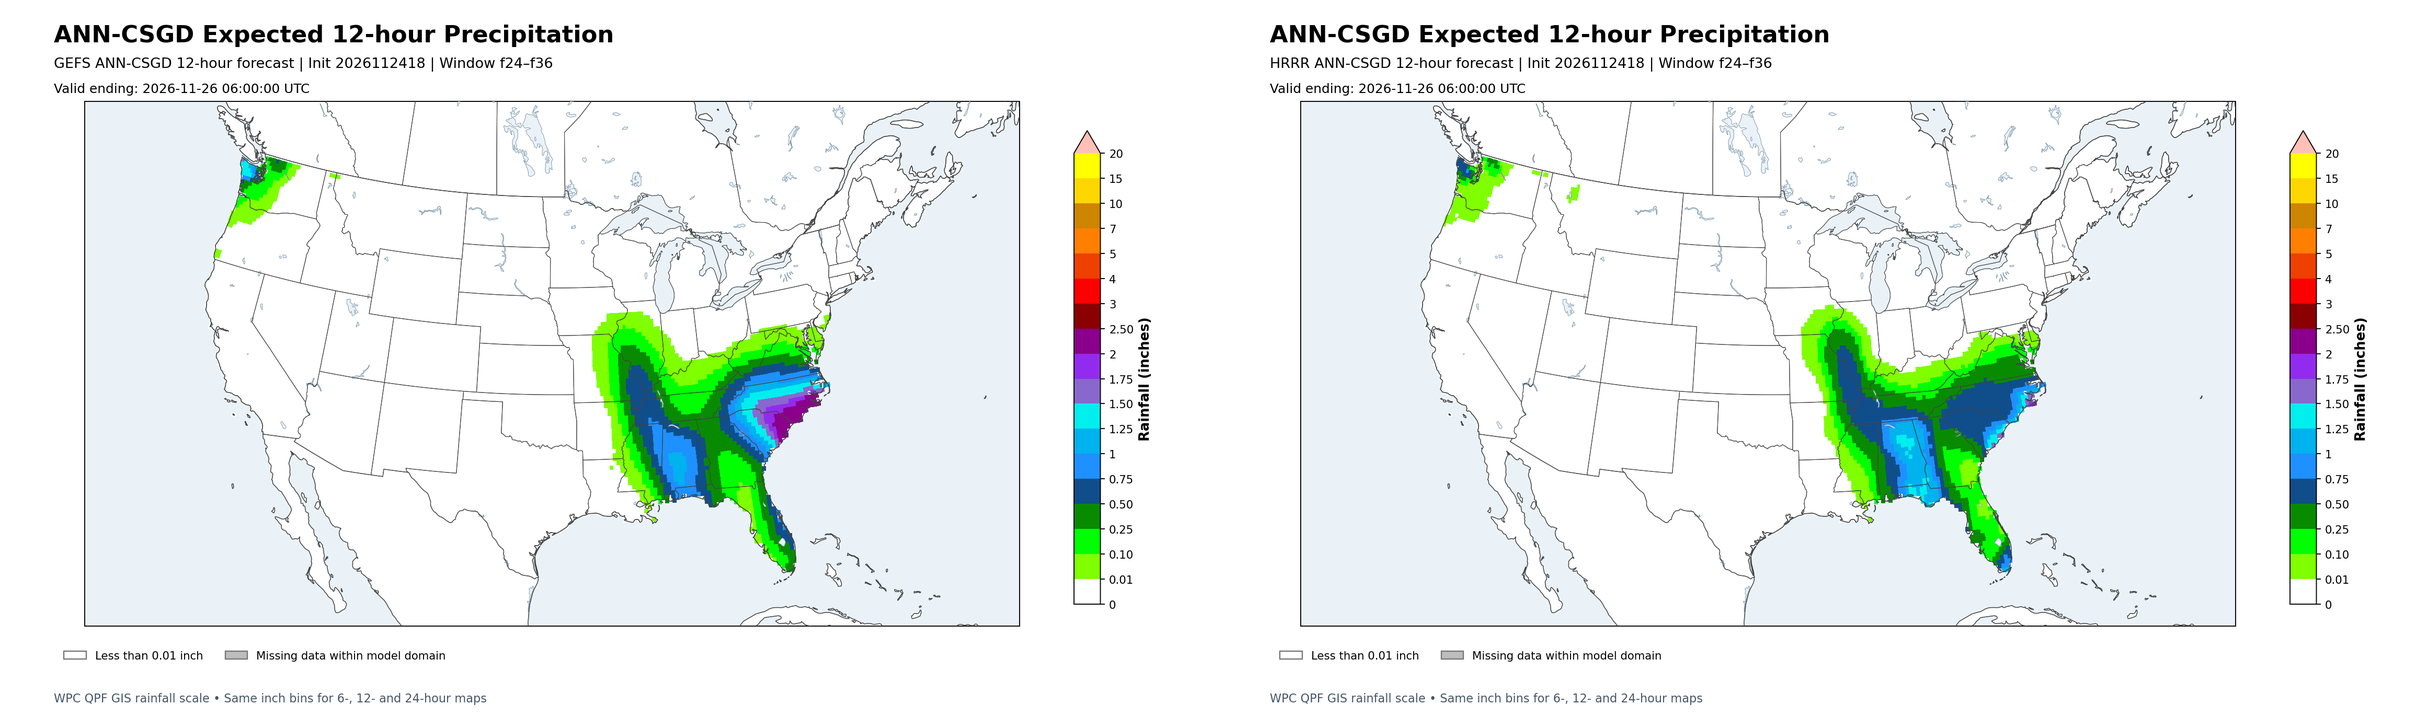 ANN-CSGD Expected 12-hour Precipitation
GEFS ANN-CSGD 12-hour forecast | Init 2026112418 | Window f24–f36
Valid ending: 2026-11-26 06:00:00 UTC
20
15
10
7
5
4
3
2.50
2
1.75
1.50
1.25
1
0.75
0.50
0.25
0.10
0.01
0
Rainfall (inches)
Less than 0.01 inch
Missing data within model domain
WPC QPF GIS rainfall scale • Same inch bins for 6-, 12- and 24-hour maps
ANN-CSGD Expected 12-hour Precipitation
HRRR ANN-CSGD 12-hour forecast | Init 2026112418 | Window f24–f36
Valid ending: 2026-11-26 06:00:00 UTC
20
15
10
7
5
4
3
2.50
2
1.75
1.50
1.25
1
0.75
0.50
0.25
0.10
0.01
0
Rainfall (inches)
Less than 0.01 inch
Missing data within model domain
WPC QPF GIS rainfall scale • Same inch bins for 6-, 12- and 24-hour maps